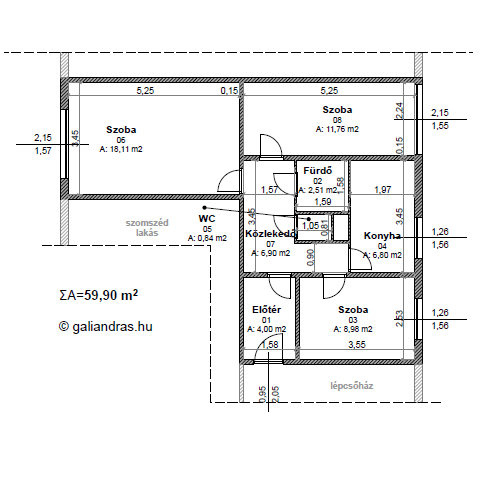 5,25
0,15
5,25
Szoba
06
A: 18,11 m2
Szoba
08
A: 11,76 m2
2,24
2,15
1,55
0,15
2,15
1,57
3,45
Fürdő
02
A: 2,51 m2
1,58
1,57
1,59
1,97
szomszéd
lakás
WC
05
A: 0,84 m2
3,45
1,05
0,81
Közlekedő
07
A: 6,90 m2
0,90
Konyha
04
A: 6,80 m2
3,45
1,26
1,56
ΣA=59,90 m²
© galiandras.hu
Előtér
01
A: 4,00 m2
Szoba
03
A: 8,98 m2
2,53
1,26
1,56
1,58
3,55
0,95
2,05
lépcsőház